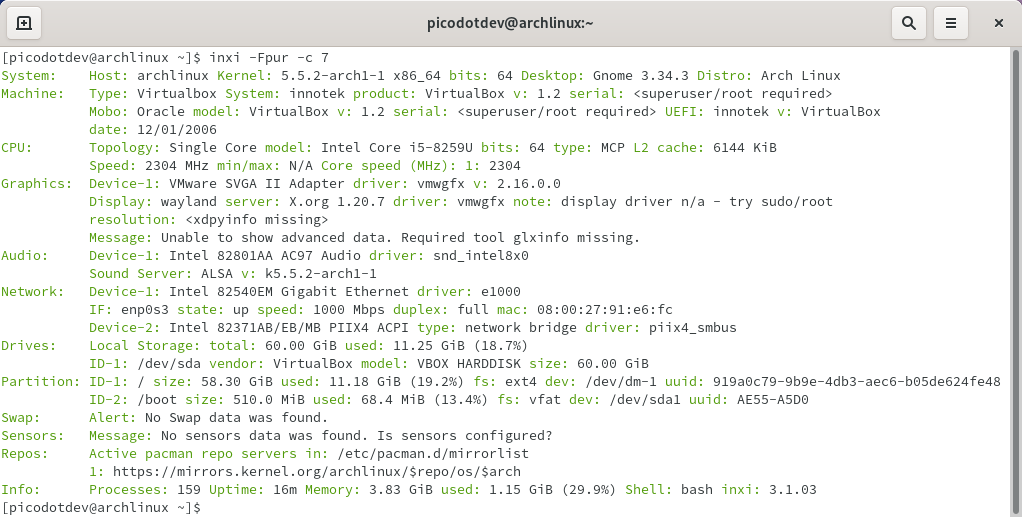 picodotdev@archlinux:~
[picodotdev@archlinux ~]$ inxi -Fpur -c 7
System:    Host: archlinux Kernel: 5.5.2-arch1-1 x86_64 bits: 64 Desktop: Gnome 3.34.3 Distro: Arch Linux
Machine:   Type: Virtualbox System: innotek product: VirtualBox v: 1.2 serial: <superuser/root required>
           Mobo: Oracle model: VirtualBox v: 1.2 serial: <superuser/root required> UEFI: innotek v: VirtualBox
           date: 12/01/2006
CPU:       Topology: Single Core model: Intel Core i5-8259U bits: 64 type: MCP L2 cache: 6144 KiB
           Speed: 2304 MHz min/max: N/A Core speed (MHz): 1: 2304
Graphics:  Device-1: VMware SVGA II Adapter driver: vmwgfx v: 2.16.0.0
           Display: wayland server: X.org 1.20.7 driver: vmwgfx note: display driver n/a - try sudo/root
           resolution: <xdpyinfo missing>
           Message: Unable to show advanced data. Required tool glxinfo missing.
Audio:     Device-1: Intel 82801AA AC97 Audio driver: snd_intel8x0
           Sound Server: ALSA v: k5.5.2-arch1-1
Network:   Device-1: Intel 82540EM Gigabit Ethernet driver: e1000
           IF: enp0s3 state: up speed: 1000 Mbps duplex: full mac: 08:00:27:91:e6:fc
           Device-2: Intel 82371AB/EB/MB PIIX4 ACPI type: network bridge driver: piix4_smbus
Drives:    Local Storage: total: 60.00 GiB used: 11.25 GiB (18.7%)
           ID-1: /dev/sda vendor: VirtualBox model: VBOX HARDDISK size: 60.00 GiB
Partition: ID-1: / size: 58.30 GiB used: 11.18 GiB (19.2%) fs: ext4 dev: /dev/dm-1 uuid: 919a0c79-9b9e-4db3-aec6-b05de624fe48
           ID-2: /boot size: 510.0 MiB used: 68.4 MiB (13.4%) fs: vfat dev: /dev/sda1 uuid: AE55-A5D0
Swap:      Alert: No Swap data was found.
Sensors:   Message: No sensors data was found. Is sensors configured?
Repos:     Active pacman repo servers in: /etc/pacman.d/mirrorlist
           1: https://mirrors.kernel.org/archlinux/$repo/os/$arch
Info:      Processes: 159 Uptime: 16m Memory: 3.83 GiB used: 1.15 GiB (29.9%) Shell: bash inxi: 3.1.03
[picodotdev@archlinux ~]$